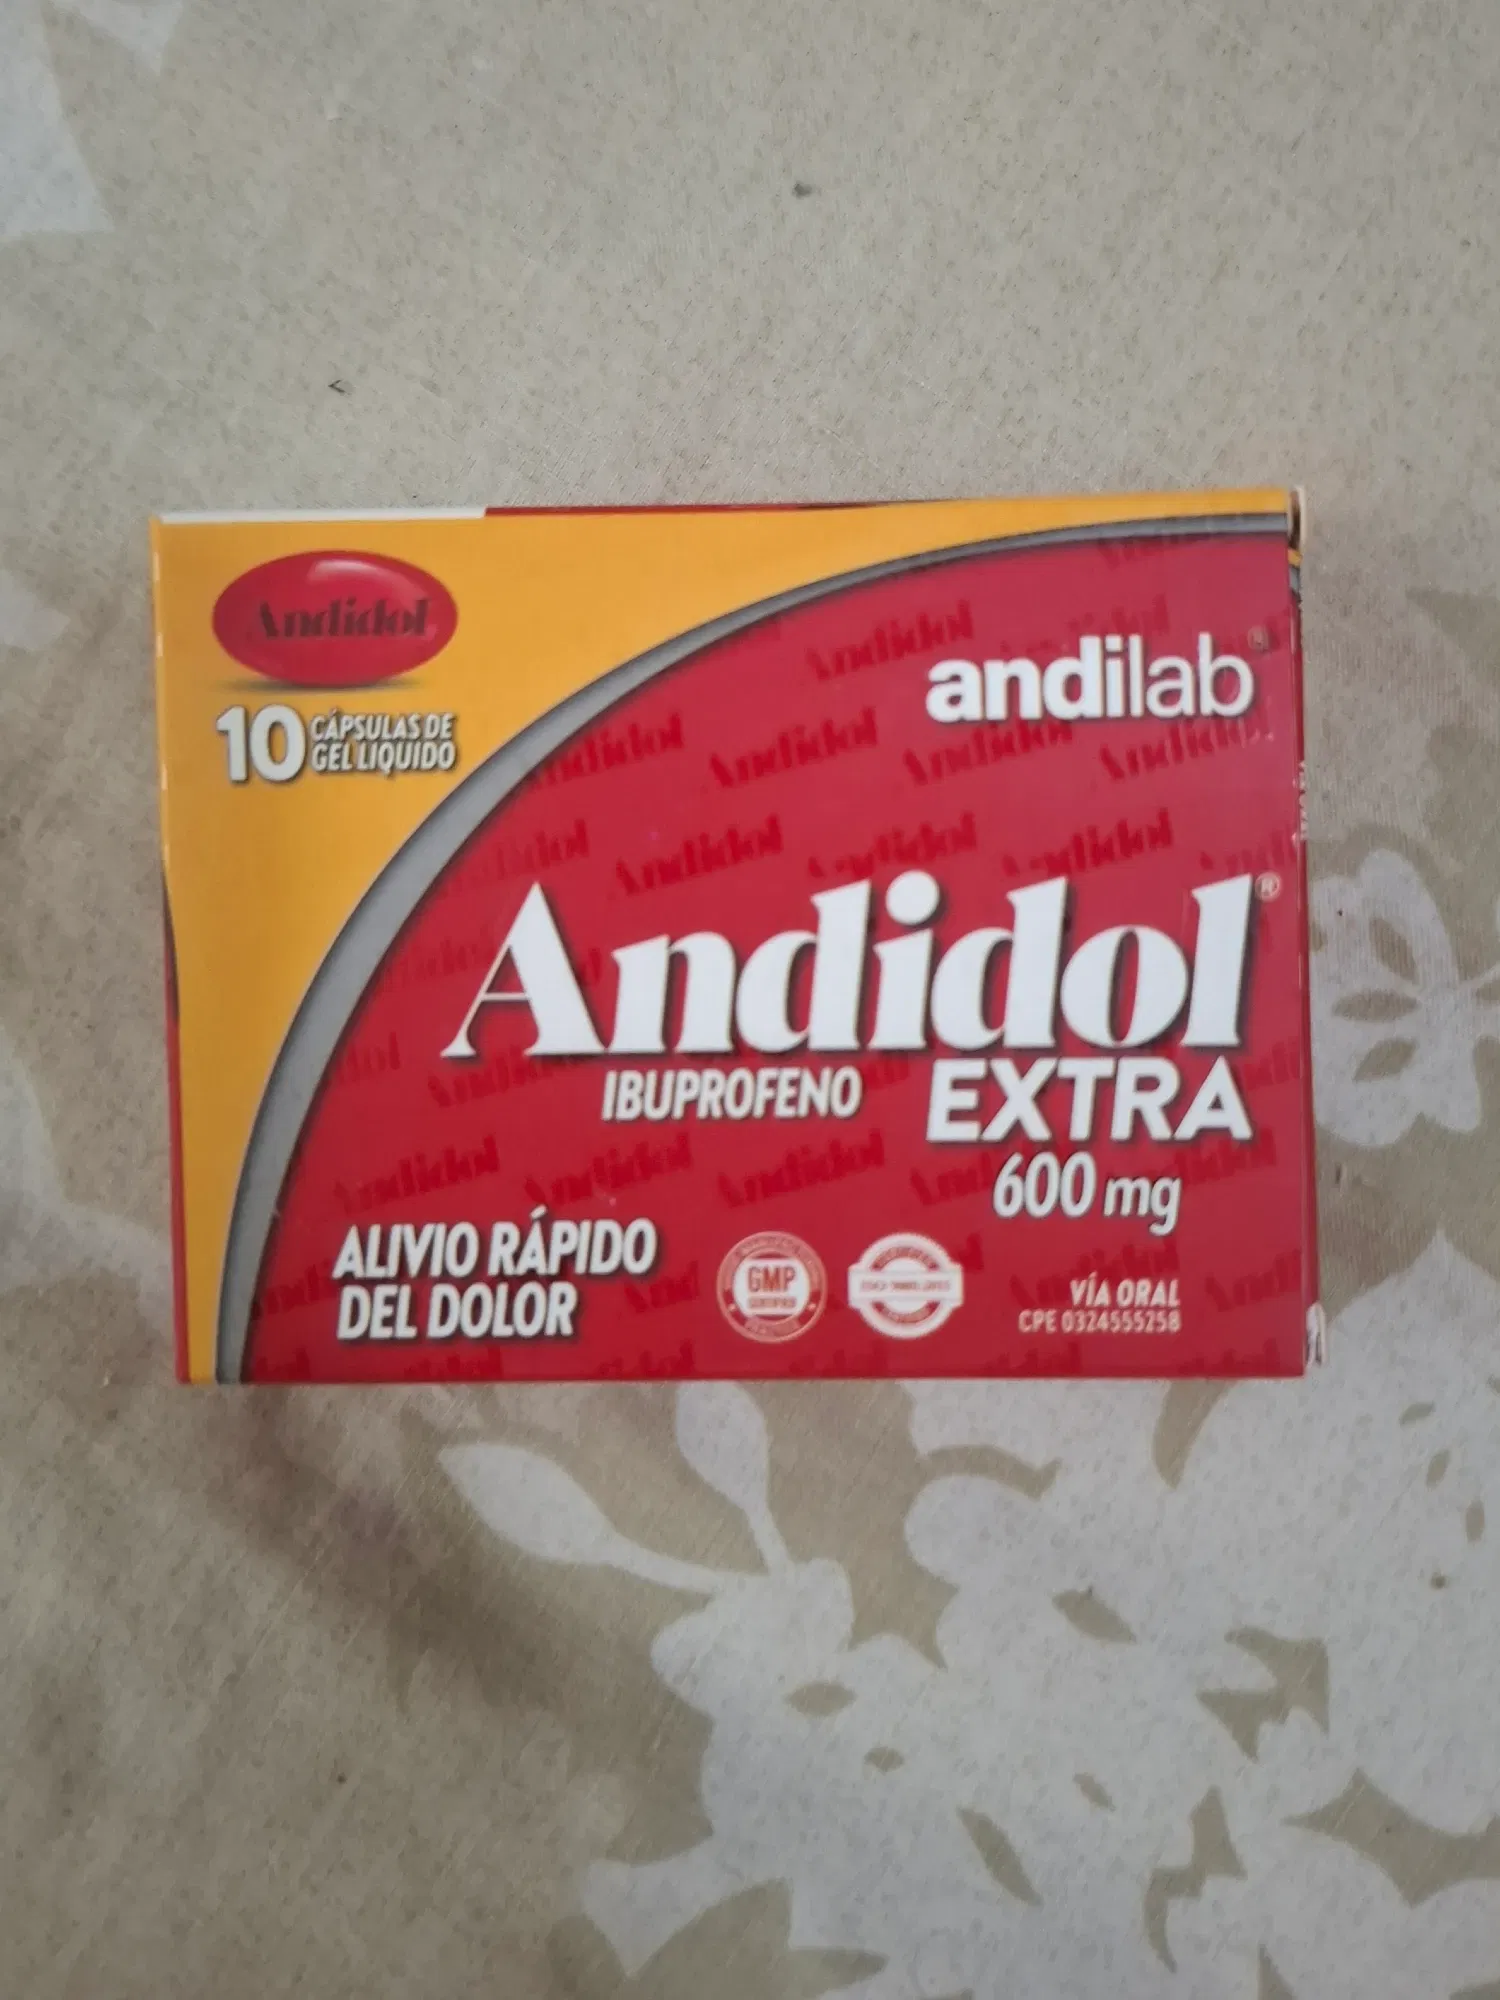 Andidol
10 CÁPSULAS DE
GEL LIQUIDO
andilab®
Andidol®
IBUPROFENO EXTRA
600 mg
ALIVIO RÁPIDO
DEL DOLOR
GMP
VÍA ORAL
CPE 0324555258